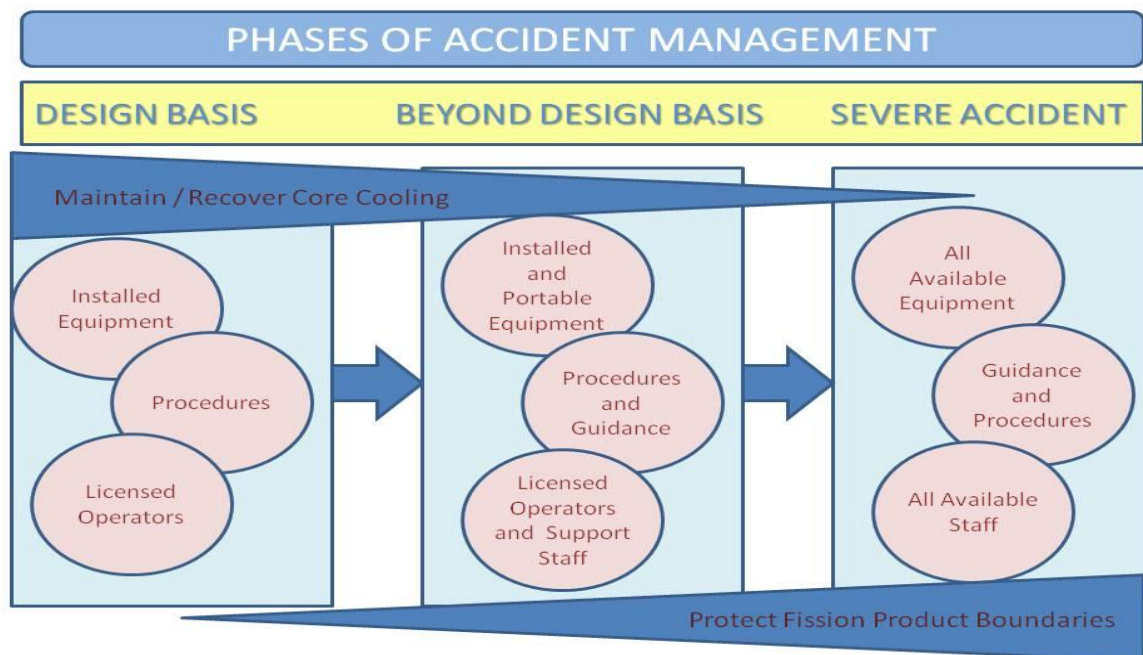 PHASES OF ACCIDENT MANAGEMENT
DESIGN BASIS
BEYOND DESIGN BASIS
SEVERE ACCIDENT
Maintain / Recover Core Cooling
Installed
Equipment
Procedures
Licensed
Operators
Installed
and
Portable
Equipment
Procedures
and
Guidance
Licensed
Operators
and Support
Staff
All
Available
Equipment
Guidance
and
Procedures
All Available
Staff
Protect Fission Product Boundaries